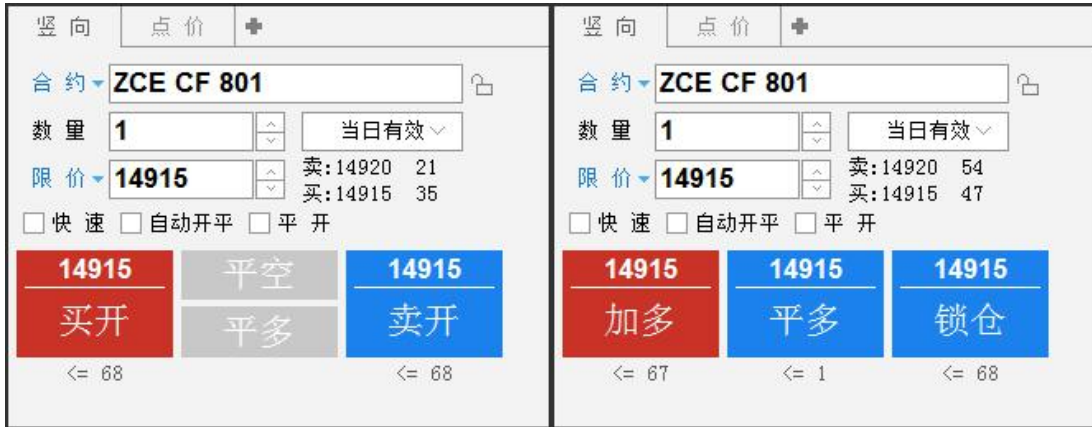 竖 向 点 价
合 约 ZCE CF 801
数 量 1 当日有效
限 价 14915 卖:14920 21
买:14915 35
快 速 自动开平 平 开
14915 平空 14915
买开 平多 卖开
<= 68 <= 68
竖 向 点 价
合 约 ZCE CF 801
数 量 1 当日有效
限 价 14915 卖:14920 54
买:14915 47
快 速 自动开平 平 开
14915 14915 14915
加多 平多 锁仓
<= 67 <= 1 <= 68